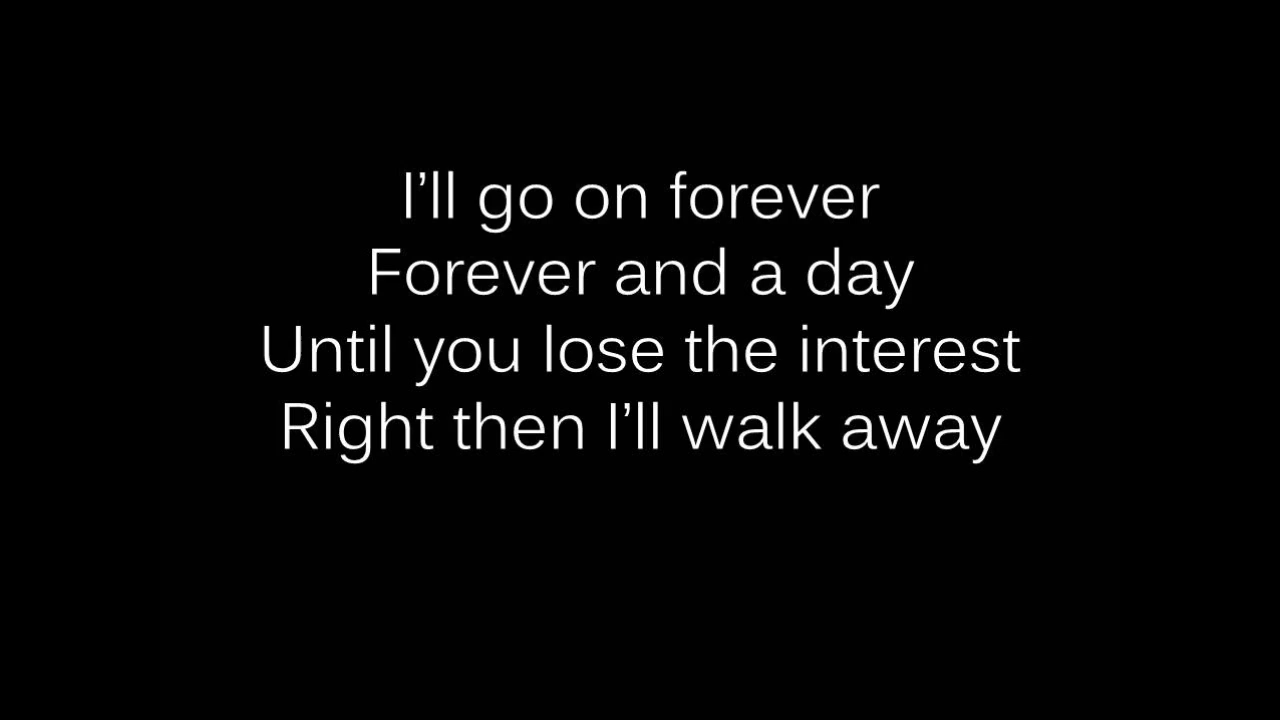 I’ll go on forever
Forever and a day
Until you lose the interest
Right then I’ll walk away